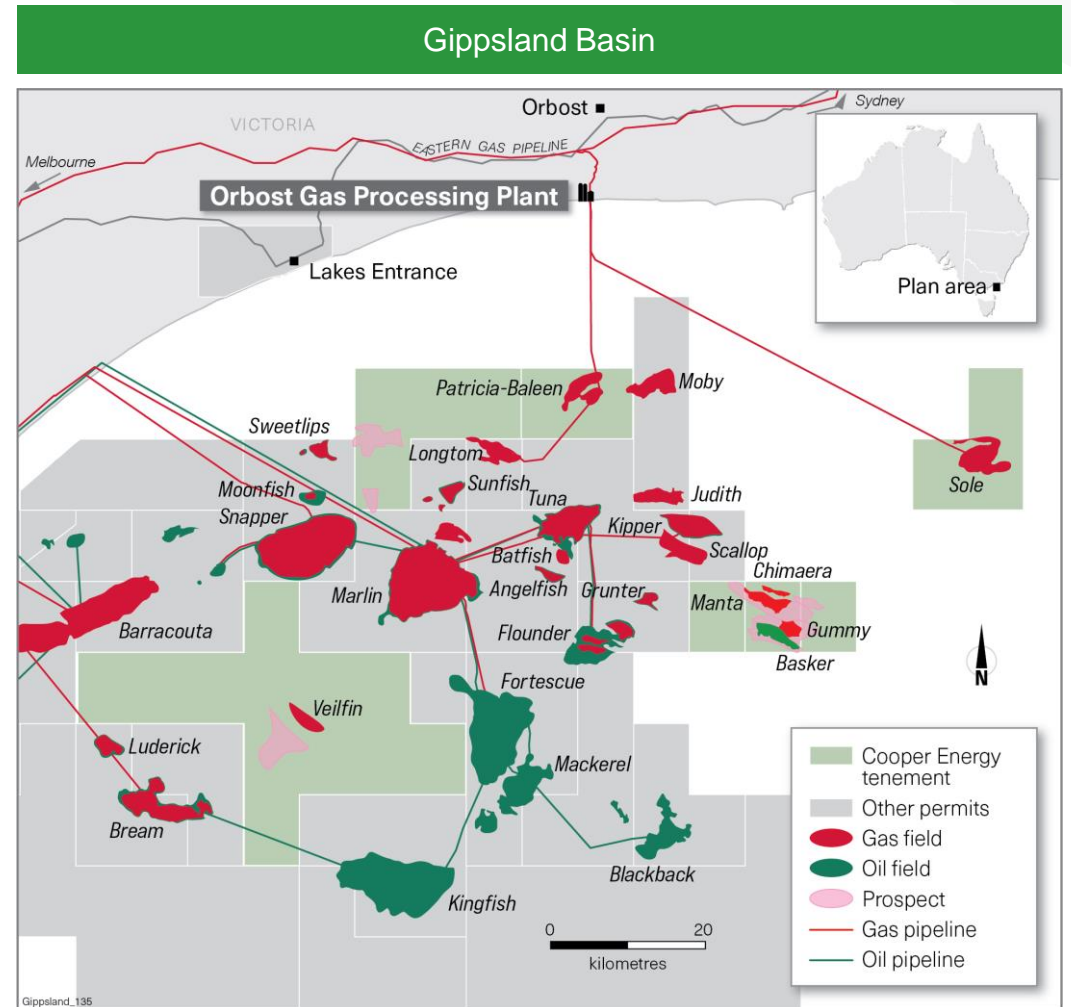 Gippsland Basin
Orbost
Sydney
VICTORIA
EASTERN GAS PIPELINE
Melbourne
Orbost Gas Processing Plant
Lakes Entrance
Plan area
Patricia-Baleen
Moby
Sweetlips
Longtom
Sole
Moonfish
Sunfish
Tuna
Judith
Snapper
Kipper
Batfish
Scallop
Chimaera
Marlin
Angelfish
Grunter
Manta
Barracouta
Flounder
Gummy
Basker
Fortescue
N
Veilfin
Luderick
Mackerel
Bream
Blackback
Kingfish
Cooper Energy
tenement
Other permits
Gas field
Oil field
Prospect
Gas pipeline
Oil pipeline
0 20
kilometres
Gippsland_135